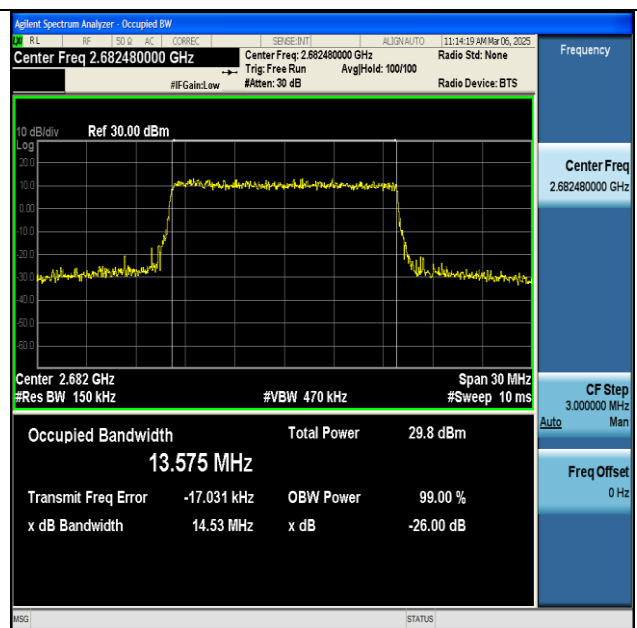 Agilent Spectrum Analyzer - Occupied BW
RL RF 50 Ω AC CORREC SENSE:INT ALIGN AUTO 11:14:19 AM Mar 06, 2025
Center Freq 2.682480000 GHz
Center Freq: 2.682480000 GHz
Radio Std: None
Trig: Free Run Avg|Hold: 100/100
#IFGain:Low
#Atten: 30 dB
Radio Device: BTS
10 dB/div Ref 30.00 dBm
Log
20.0
10.0
0.00
-10.0
-20.0
-30.0
-40.0
-50.0
-60.0
Center 2.682 GHz
Span 30 MHz
#Res BW 150 kHz
#VBW 470 kHz
#Sweep 10 ms
Occupied Bandwidth
13.575 MHz
Total Power 29.8 dBm
Transmit Freq Error -17.031 kHz
OBW Power 99.00 %
x dB Bandwidth 14.53 MHz
x dB -26.00 dB
Frequency
Center Freq
2.682480000 GHz
CF Step
3.000000 MHz
Auto Man
Freq Offset
0 Hz
MSG
STATUS